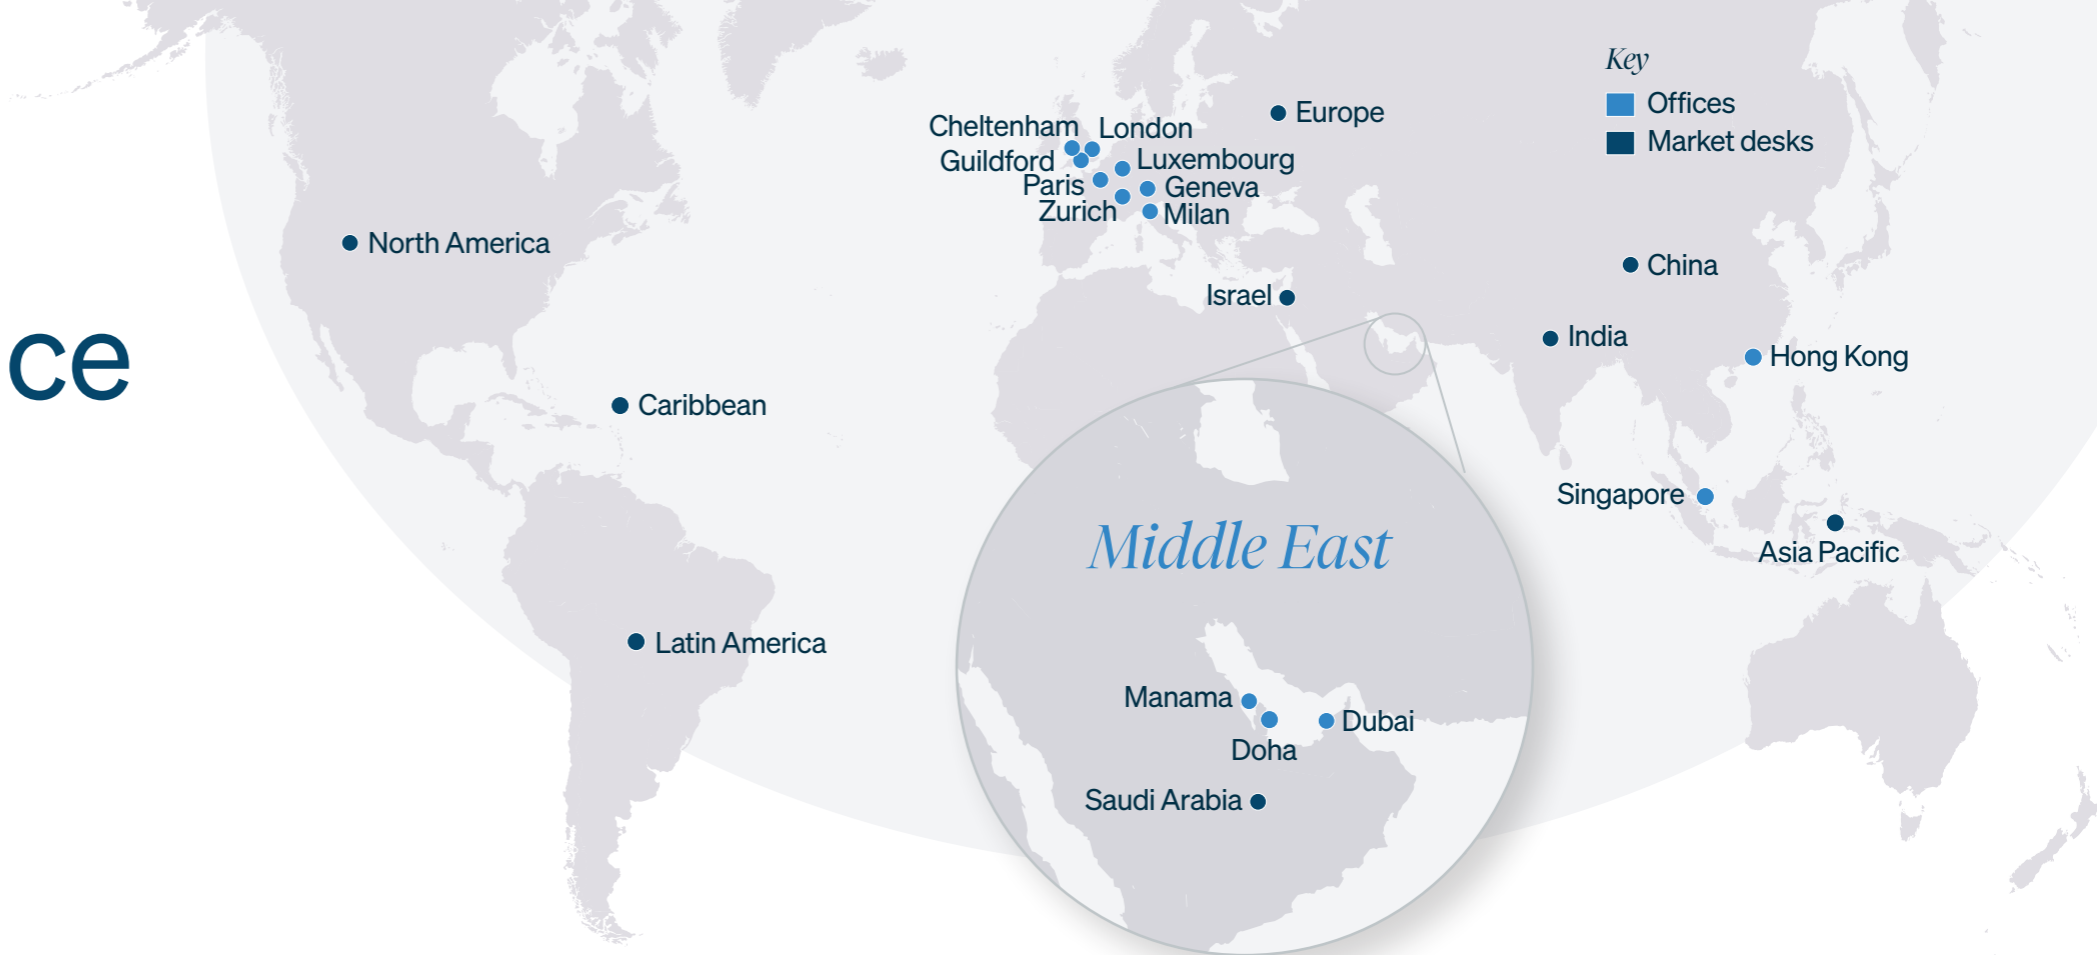 ce
Key
Offices
Market desks
North America
Caribbean
Latin America
Cheltenham
London
Guildford
Luxembourg
Paris
Geneva
Zurich
Milan
Europe
Israel
China
India
Hong Kong
Singapore
Asia Pacific
Middle East
Manama
Doha
Dubai
Saudi Arabia